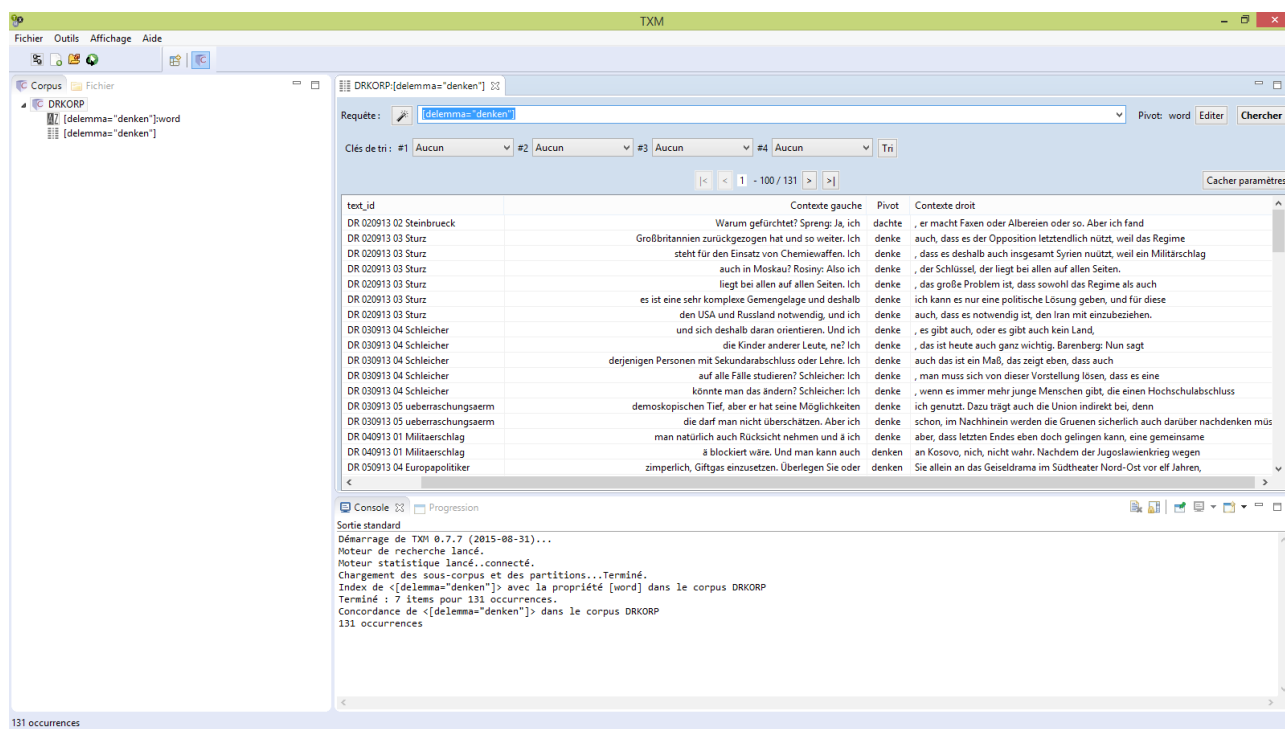 TXM
Fichier Outils Affichage Aide
Corpus Fichier
DRKORP
[delemma="denken"]:word
[delemma="denken"]
DRKORP:[delemma="denken"]
Requête : [delemma="denken"] Pivot: word Editer Chercher
Clés de tri : #1 Aucun #2 Aucun #3 Aucun #4 Aucun Tri
|< < 1 - 100 / 131 > >|
Cacher paramètres
text_id Contexte gauche Pivot Contexte droit
DR 020913 02 Steinbrueck Warum gefürchtet? Spreng: Ja, ich dachte , er macht Faxen oder Albereien oder so. Aber ich fand
DR 020913 03 Sturz Großbritannien zurückgezogen hat und so weiter. Ich denke auch, dass es der Opposition letztendlich nützt, weil das Regime
DR 020913 03 Sturz steht für den Einsatz von Chemiewaffen. Ich denke , dass es deshalb auch insgesamt Syrien nuützt, weil ein Militärschlag
DR 020913 03 Sturz auch in Moskau? Rosiny: Also ich denke , der Schlüssel, der liegt bei allen auf allen Seiten.
DR 020913 03 Sturz liegt bei allen auf allen Seiten. Ich denke , das große Problem ist, dass sowohl das Regime als auch
DR 020913 03 Sturz es ist eine sehr komplexe Gemengelage und deshalb denke ich kann es nur eine politische Lösung geben, und für diese
DR 020913 03 Sturz den USA und Russland notwendig, und ich denke auch, dass es notwendig ist, den Iran mit einzubeziehen.
DR 030913 04 Schleicher und sich deshalb daran orientieren. Und ich denke , es gibt auch, oder es gibt auch kein Land,
DR 030913 04 Schleicher die Kinder anderer Leute, ne? Ich denke , das ist heute auch ganz wichtig. Barenberg: Nun sagt
DR 030913 04 Schleicher derjenigen Personen mit Sekundarabschluss oder Lehre. Ich denke auch das ist ein Maß, das zeigt eben, dass auch
DR 030913 04 Schleicher auf alle Fälle studieren? Schleicher: Ich denke , man muss sich von dieser Vorstellung lösen, dass es eine
DR 030913 04 Schleicher könnte man das ändern? Schleicher: Ich denke , wenn es immer mehr junge Menschen gibt, die einen Hochschulabschluss
DR 030913 05 ueberraschungsaerm demoskopischen Tief, aber er hat seine Möglichkeiten denke ich genutzt. Dazu trägt auch die Union indirekt bei, denn
DR 030913 05 ueberraschungsaerm die darf man nicht überschätzen. Aber ich denke schon, im Nachhinein werden die Gruenen sicherlich auch darüber nachdenken müs
DR 040913 01 Militaerschlag man natürlich auch Rücksicht nehmen und ä ich denke aber, dass letzten Endes eben doch gelingen kann, eine gemeinsame
DR 040913 01 Militaerschlag ä blockiert wäre. Und man kann auch denken an Kosovo, nich, nicht wahr. Nachdem der Jugoslawienkrieg wegen
DR 050913 04 Europapolitiker zimperlich, Giftgas einzusetzen. Überlegen Sie oder denken Sie allein an das Geiseldrama im Südtheater Nord-Ost vor elf Jahren,
Console Progression
Sortie standard
Démarrage de TXM 0.7.7 (2015-08-31)...
Moteur de recherche lancé.
Moteur statistique lancé..connecté.
Chargement des sous-corpus et des partitions...Terminé.
Index de <[delemma="denken"]> avec la propriété [word] dans le corpus DRKORP
Terminé : 7 items pour 131 occurrences.
Concordance de <[delemma="denken"]> dans le corpus DRKORP
131 occurrences
131 occurrences